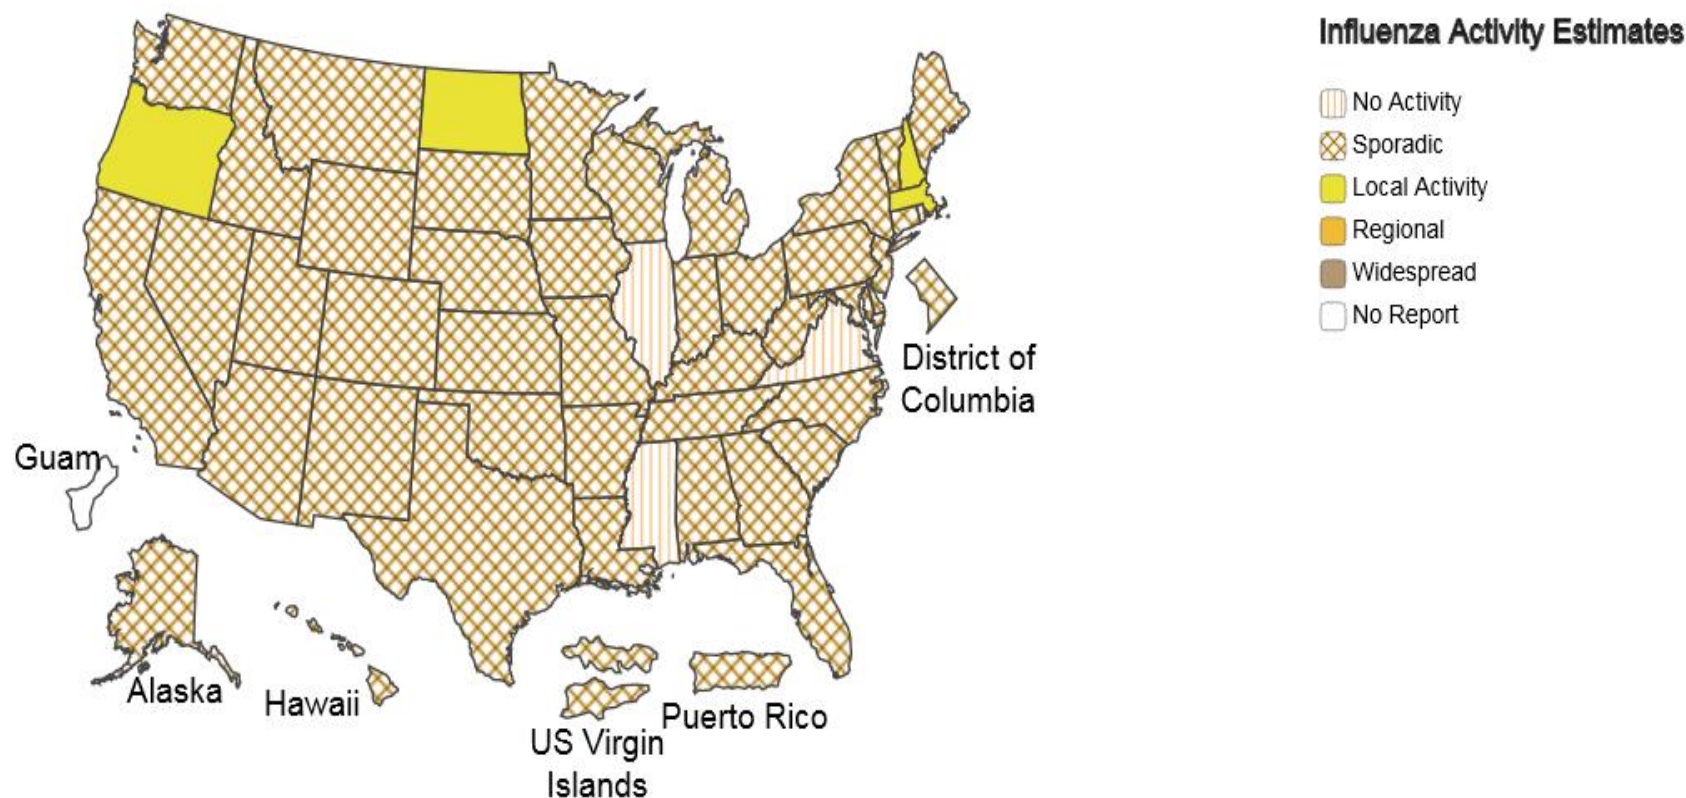 Influenza Activity Estimates
No Activity
Sporadic
Local Activity
Regional
Widespread
No Report
District of
Columbia
Guam
Alaska
Hawaii
US Virgin
Islands
Puerto Rico